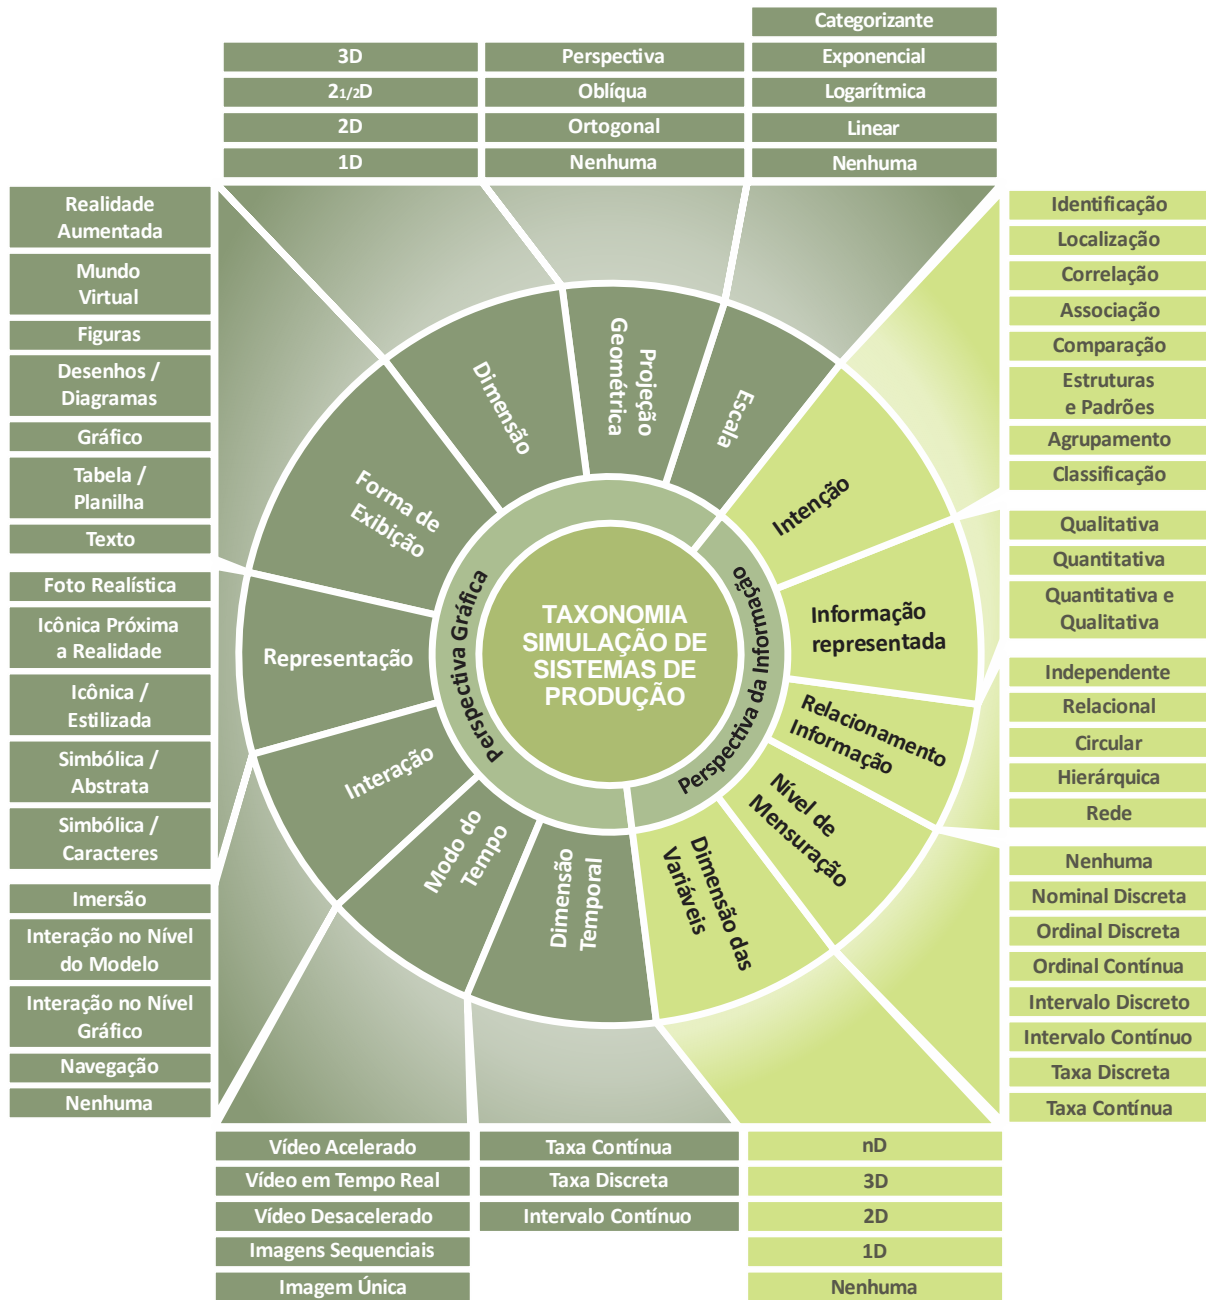 Categorizante
3D
Perspectiva
Exponencial
21/2D
Oblíqua
Logarítmica
2D
Ortogonal
Linear
1D
Nenhuma
Nenhuma
Realidade
Aumentada
Mundo
Virtual
Figuras
Desenhos /
Diagramas
Gráfico
Tabela /
Planilha
Texto
Foto Realística
Icônica Próxima
a Realidade
Icônica /
Estilizada
Simbólica /
Abstrata
Simbólica /
Caracteres
Imersão
Interação no Nível
do Modelo
Interação no Nível
Gráfico
Navegação
Nenhuma
Dimensão
Projeção
Geométrica
Escala
Forma de
Exibição
Representação
Interação
Modo do
Tempo
Dimensão
Temporal
Perspectiva Gráfica
TAXONOMIA
SIMULAÇÃO DE
SISTEMAS DE
PRODUÇÃO
Perspectiva da Informação
Intenção
Informação
representada
Relacionamento
Informação
Nível de
Mensuração
Dimensão das
Variáveis
Identificação
Localização
Correlação
Associação
Comparação
Estruturas
e Padrões
Agrupamento
Classificação
Qualitativa
Quantitativa
Quantitativa e
Qualitativa
Independente
Relacional
Circular
Hierárquica
Rede
Nenhuma
Nominal Discreta
Ordinal Discreta
Ordinal Contínua
Intervalo Discreto
Intervalo Contínuo
Taxa Discreta
Taxa Contínua
Vídeo Acelerado
Taxa Contínua
nD
Vídeo em Tempo Real
Taxa Discreta
3D
Vídeo Desacelerado
Intervalo Contínuo
2D
Imagens Sequenciais
1D
Imagem Única
Nenhuma